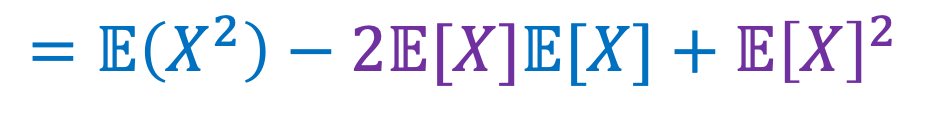 = 𝔼(X²) − 2𝔼[X]𝔼[X] + 𝔼[X]²